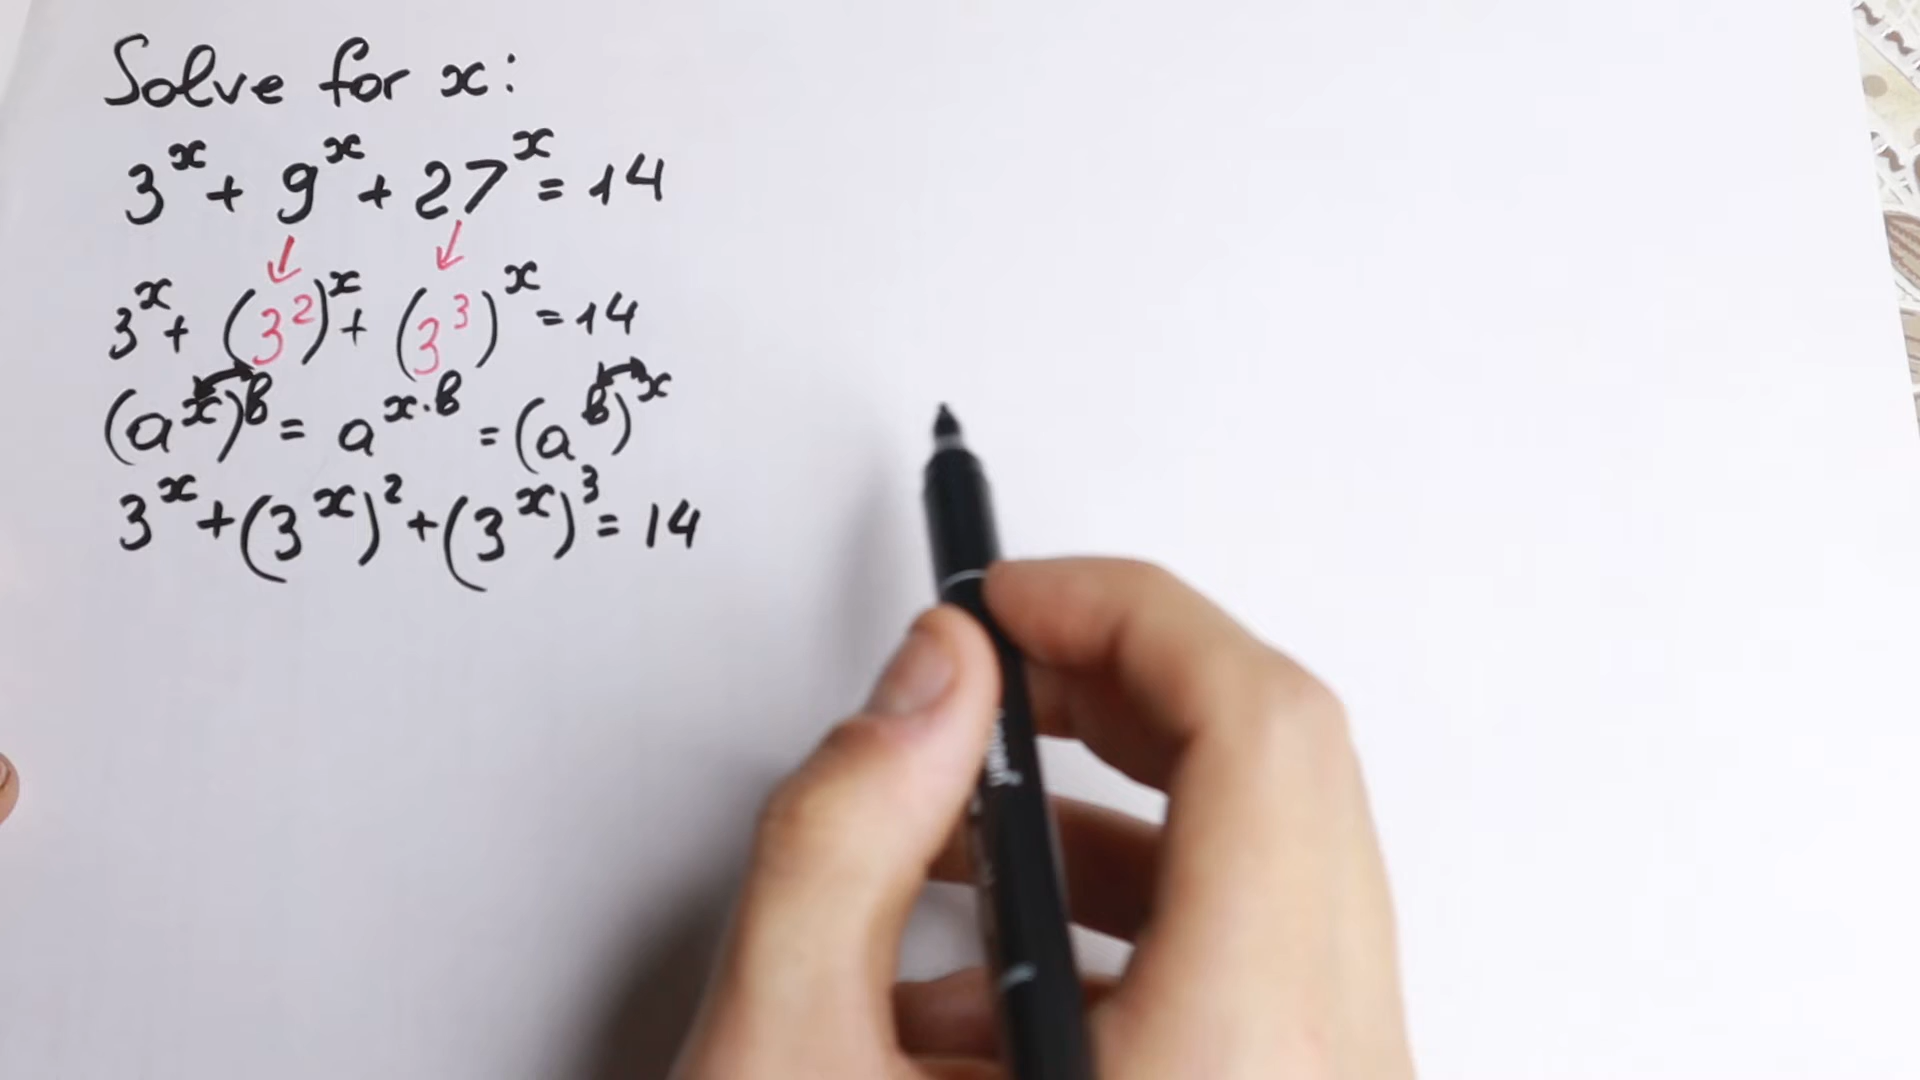 Solve for x:
3^x + 9^x + 27^x = 14
3^x + (3^2)^x + (3^3)^x = 14
(a^x)^b = a^{x·b} = (a^b)^x
3^x + (3^x)^2 + (3^x)^3 = 14